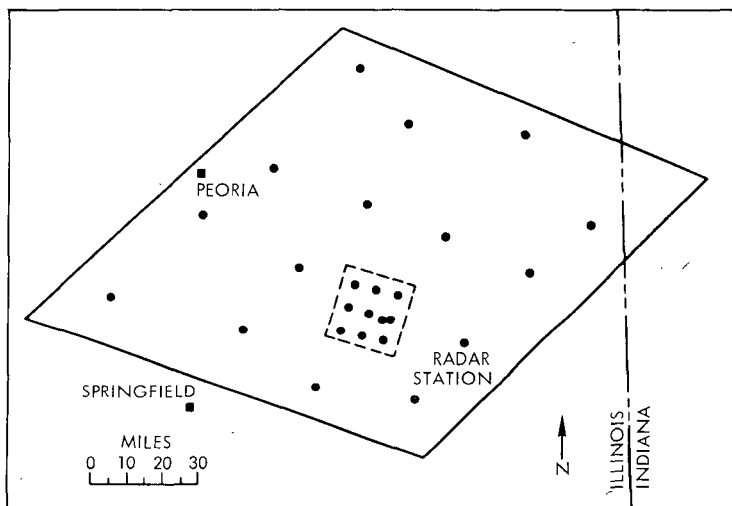 PEORIA
RADAR
STATION
SPRINGFIELD
MILES
0 10 20 30
N
ILLINOIS
INDIANA